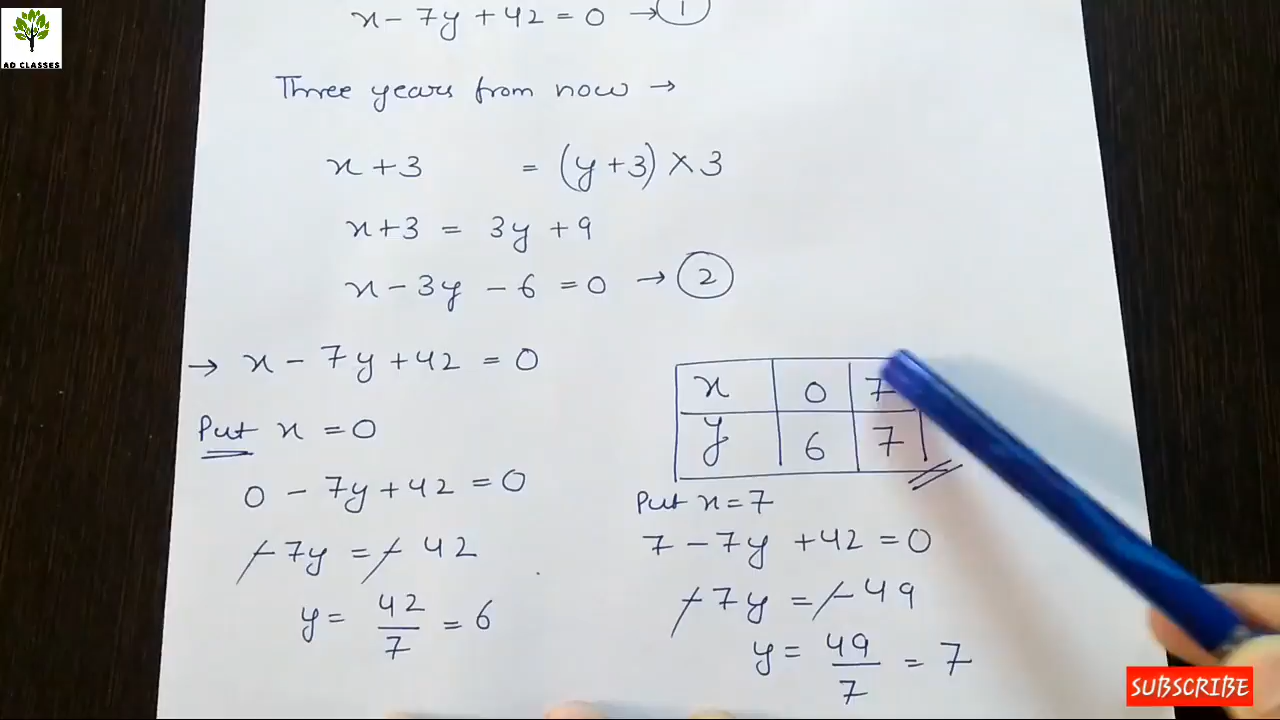 AD CLASSES
x - 7y + 42 = 0 → 1
Three years from now →
x + 3 = (y + 3) × 3
x + 3 = 3y + 9
x - 3y - 6 = 0 → 2
→ x - 7y + 42 = 0
Put x = 0
0 - 7y + 42 = 0
-7y = - 42
y = 42/7 = 6
x 0 7
y 6 7
Put x = 7
7 - 7y + 42 = 0
-7y = -49
y = 49/7 = 7
SUBSCRIBE